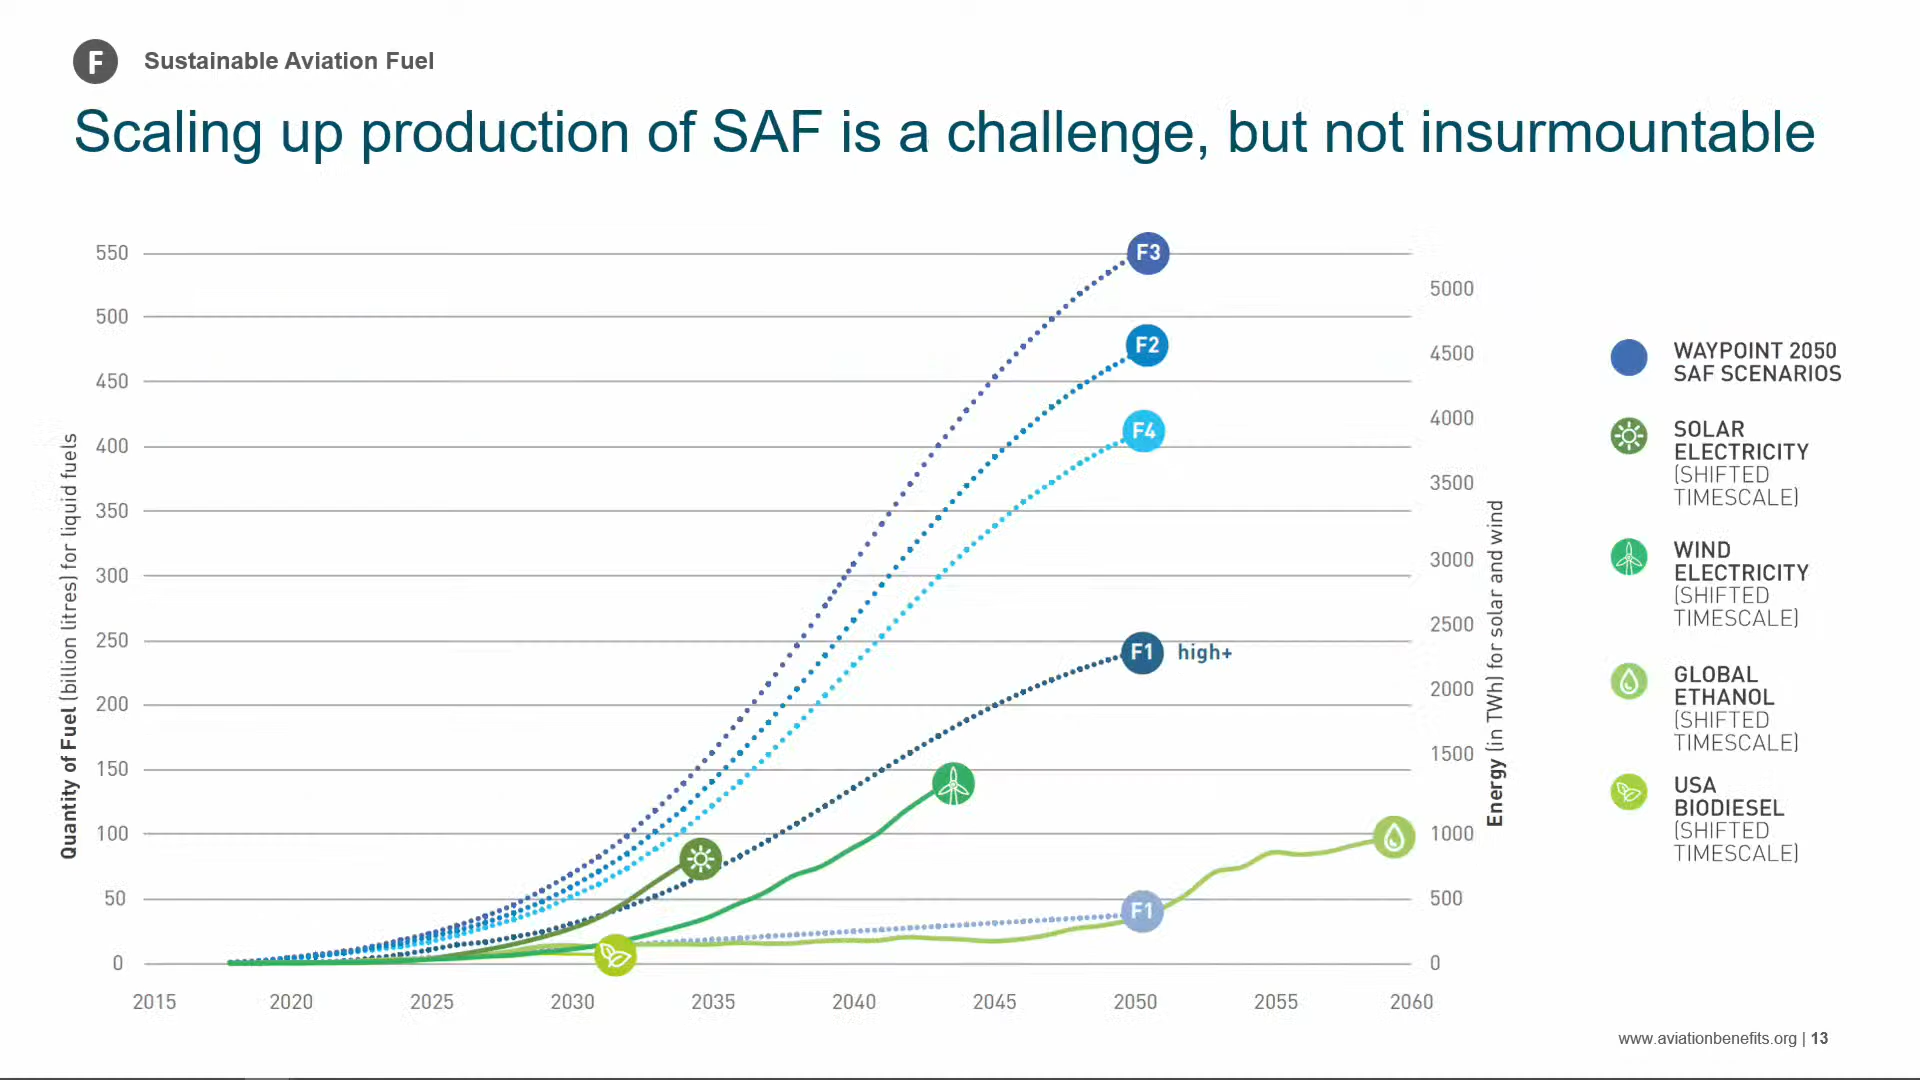 F
Sustainable Aviation Fuel
Scaling up production of SAF is a challenge, but not insurmountable
Quantity of Fuel (billion litres) for liquid fuels
550
500
450
400
350
300
250
200
150
100
50
0
F3
F2
F4
F1 high+
F1
5000
4500
4000
3500
3000
2500
2000
1500
1000
500
0
Energy (in TWh) for solar and wind
2015 2020 2025 2030 2035 2040 2045 2050 2055 2060
WAYPOINT 2050
SAF SCENARIOS
SOLAR
ELECTRICITY
(SHIFTED
TIMESCALE)
WIND
ELECTRICITY
(SHIFTED
TIMESCALE)
GLOBAL
ETHANOL
(SHIFTED
TIMESCALE)
USA
BIODIESEL
(SHIFTED
TIMESCALE)
www.aviationbenefits.org | 13